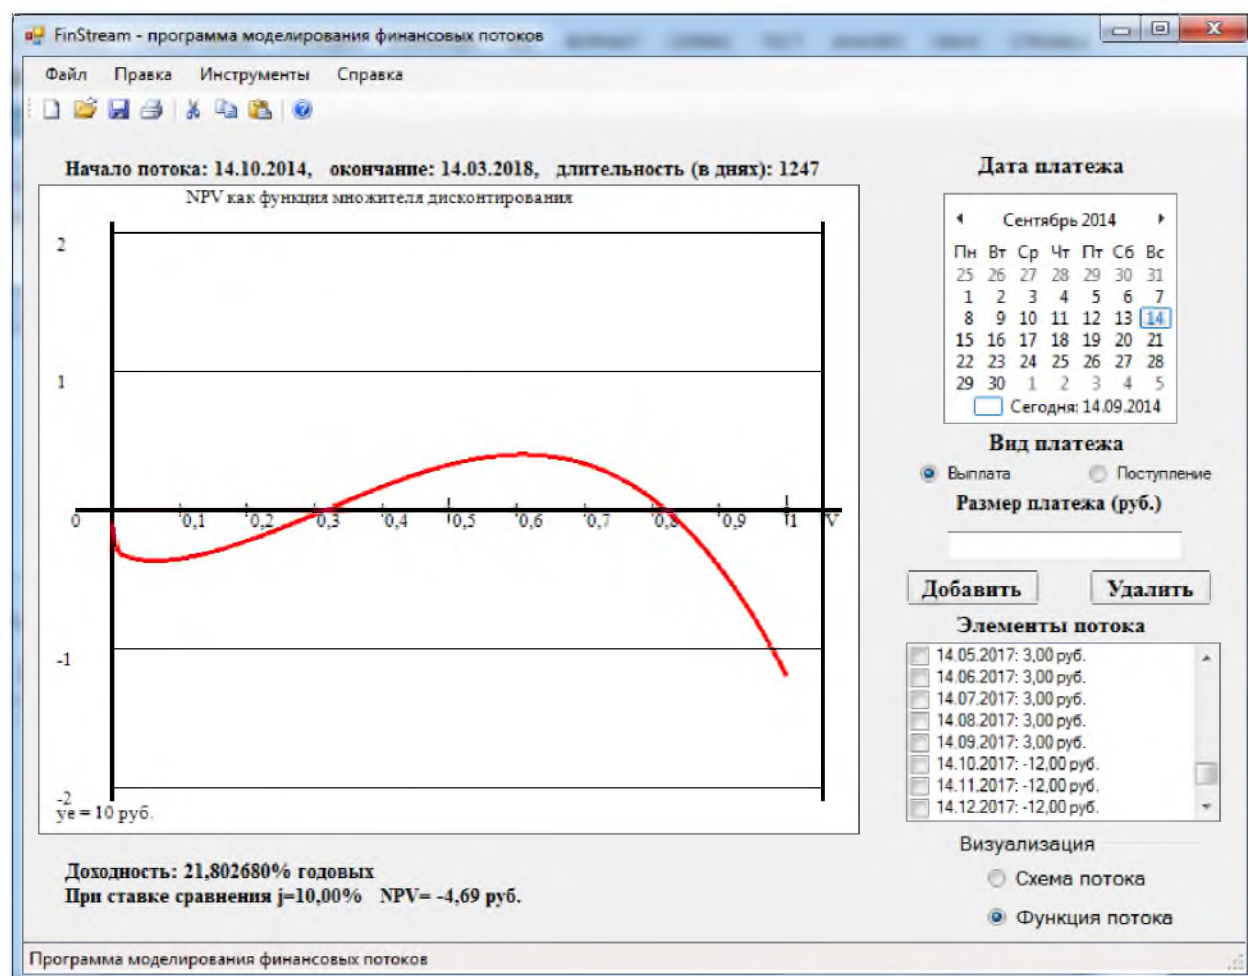 FinStream - программа моделирования финансовых потоков
Файл Правка Инструменты Справка
Начало потока: 14.10.2014, окончание: 14.03.2018, длительность (в днях): 1247
NPV как функция множителя дисконтирования
2
1
0
0,1 0,2 0,3 0,4 0,5 0,6 0,7 0,8 0,9 1 V
-1
-2
уе = 10 руб.
Доходность: 21,802680% годовых
При ставке сравнения j=10,00% NPV= -4,69 руб.
Дата платежа
Сентябрь 2014
Пн Вт Ср Чт Пт Сб Вс
25 26 27 28 29 30 31
1 2 3 4 5 6 7
8 9 10 11 12 13 14
15 16 17 18 19 20 21
22 23 24 25 26 27 28
29 30 1 2 3 4 5
Сегодня: 14.09.2014
Вид платежа
Выплата Поступление
Размер платежа (руб.)
Добавить Удалить
Элементы потока
14.05.2017: 3,00 руб.
14.06.2017: 3,00 руб.
14.07.2017: 3,00 руб.
14.08.2017: 3,00 руб.
14.09.2017: 3,00 руб.
14.10.2017: -12,00 руб.
14.11.2017: -12,00 руб.
14.12.2017: -12,00 руб.
Визуализация
Схема потока
Функция потока
Программа моделирования финансовых потоков